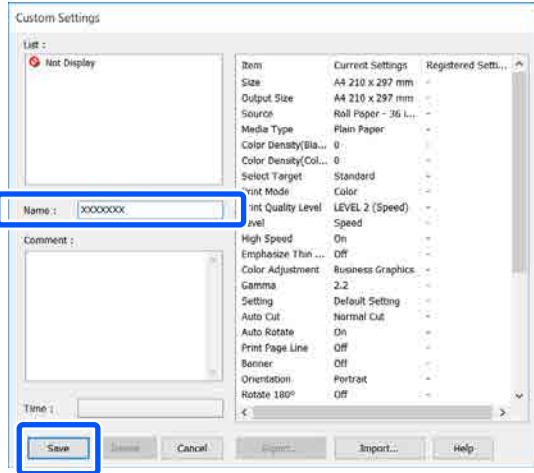 Custom Settings
List :
Not Display
Item Current Settings Registered Setti...
Size A4 210 x 297 mm -
Output Size A4 210 x 297 mm -
Source Roll Paper - 36 i... -
Media Type Plain Paper -
Color Density(Bla... 0 -
Color Density(Col... 0 -
Select Target Standard -
Print Mode Color -
Name : XXXXXXX
Print Quality Level LEVEL 2 (Speed) -
Level Speed -
Comment :
High Speed On -
Emphasize Thin ... Off -
Color Adjustment Business Graphics -
Gamma 2.2 -
Setting Default Setting -
Auto Cut Normal Cut -
Auto Rotate On -
Print Page Line Off -
Banner Off -
Orientation Portrait -
Rotate 180° Off -
Time :
Save Delete Cancel Export... Import... Help